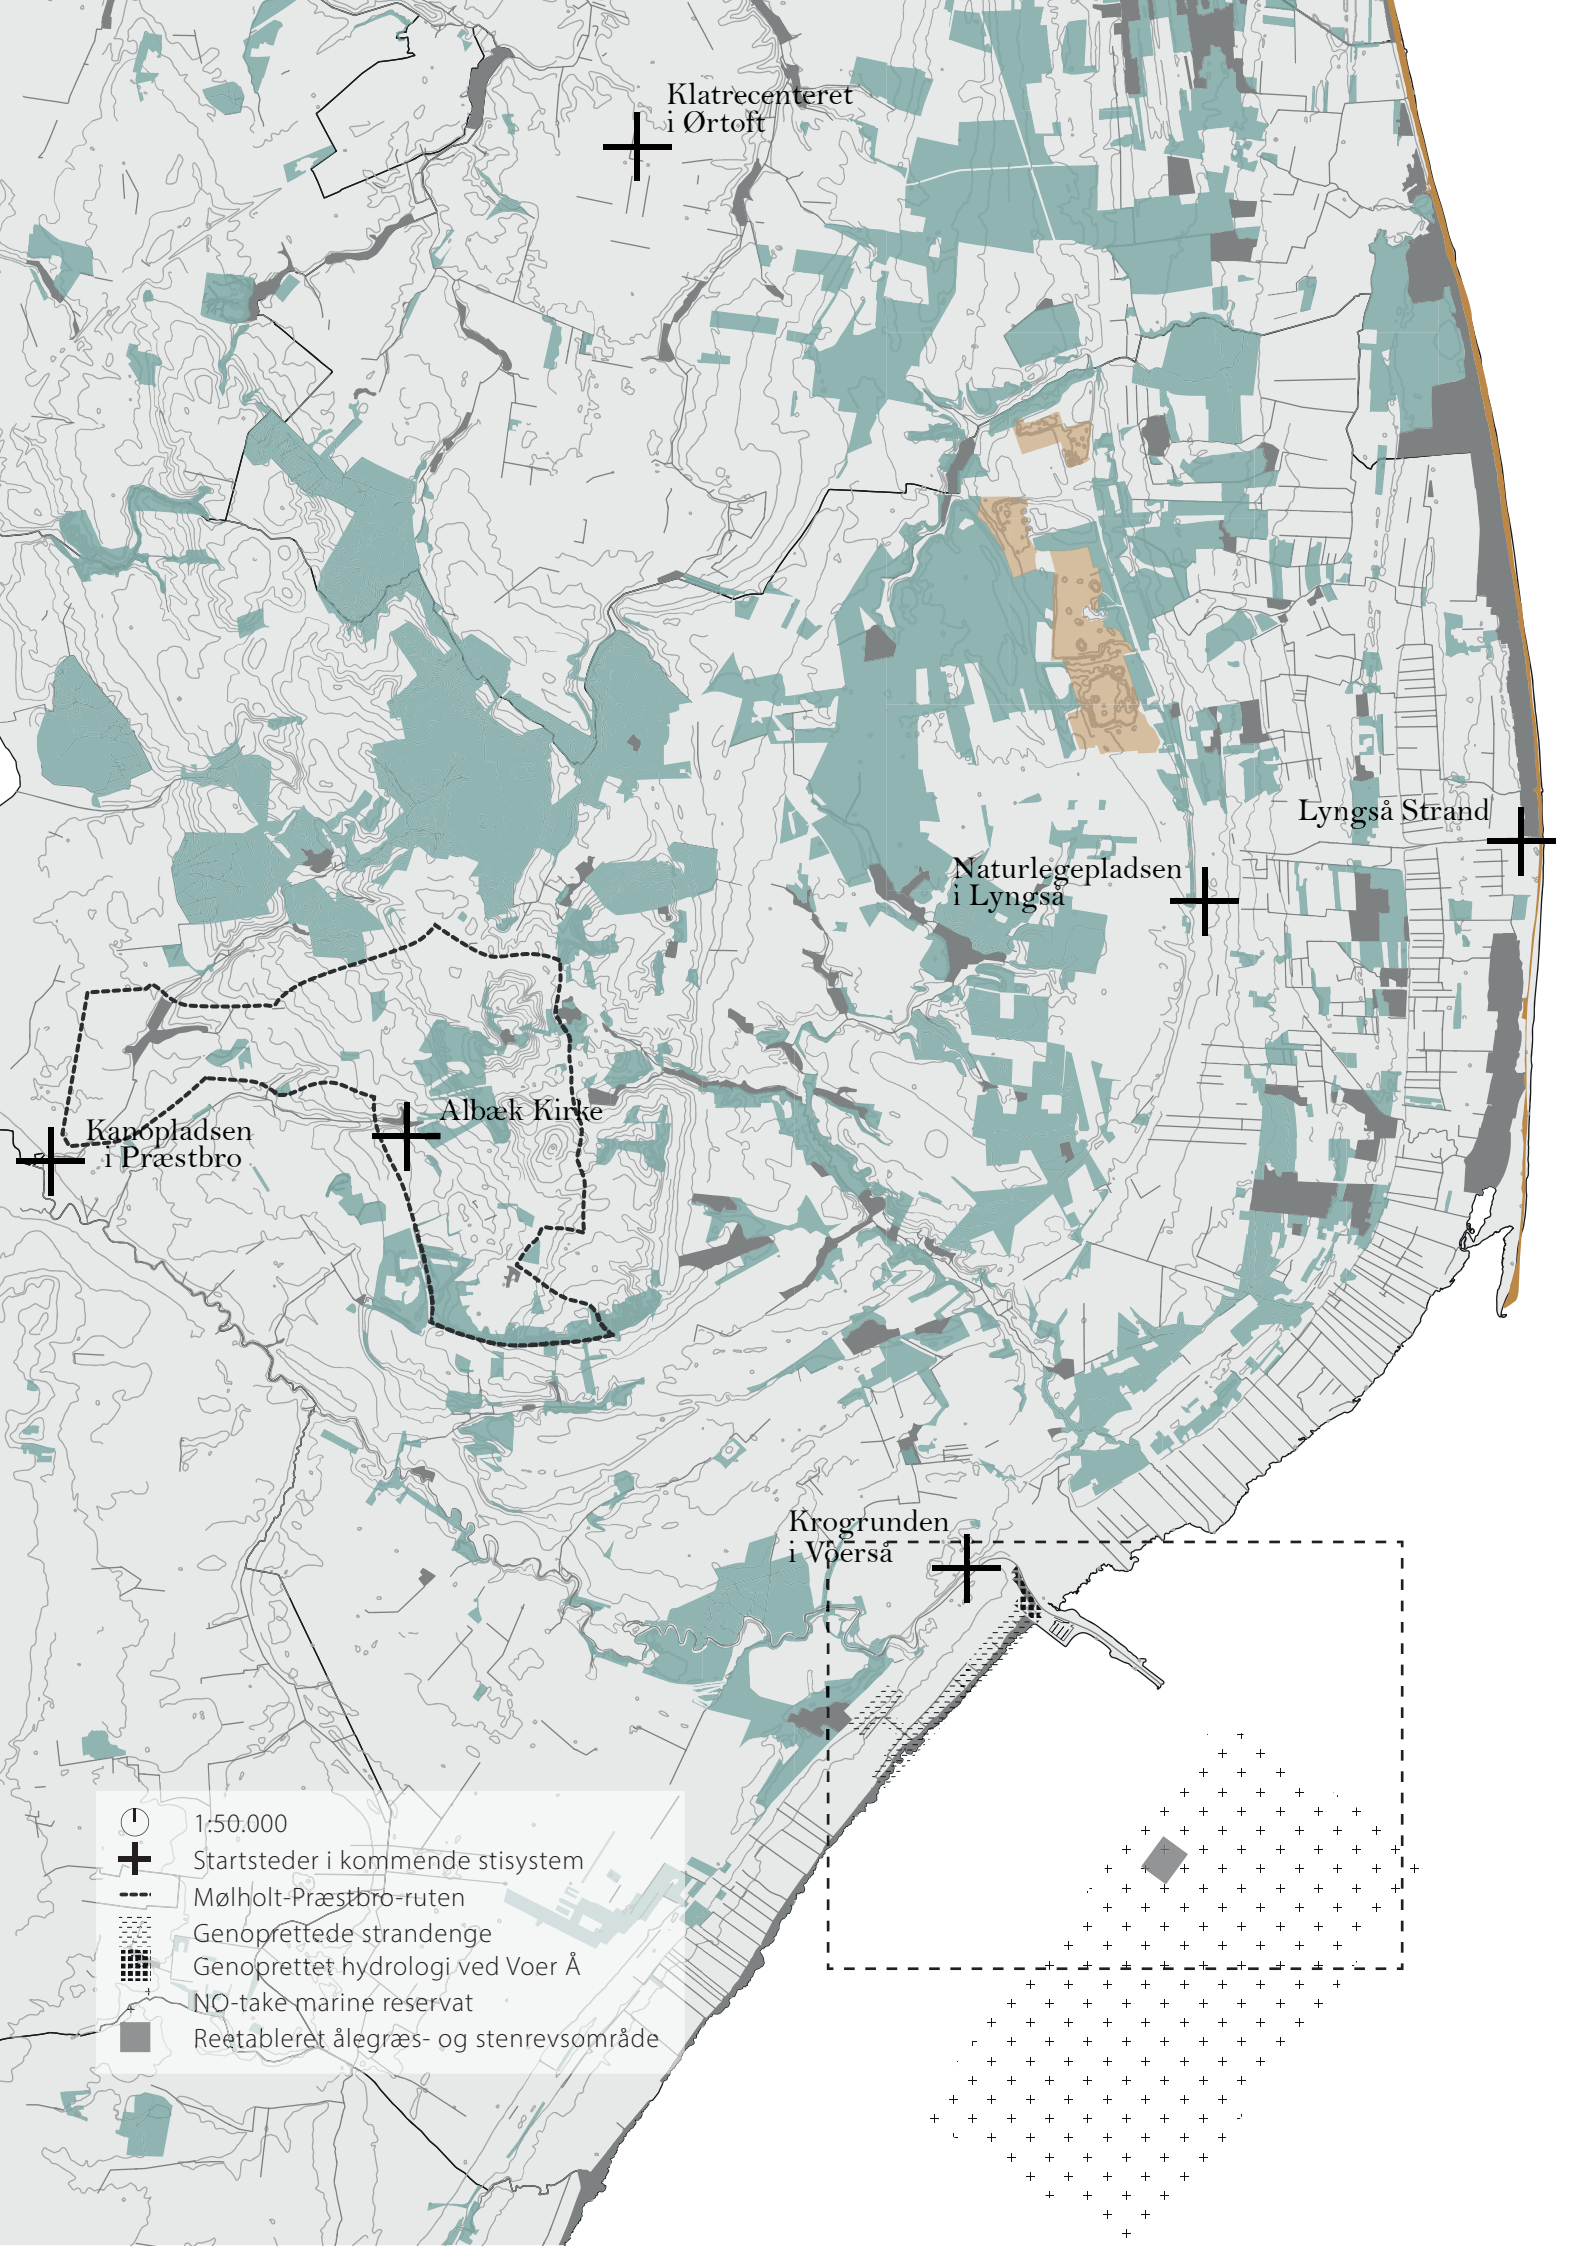 Klatrecenteret
i Ørtoft
Lyngså Strand
Naturlegepladsen
i Lyngså
Albæk Kirke
Kanopladsen
i Præstbro
Krogrunden
i Voerså
1:50.000
Startsteder i kommende stisystem
Mølholt-Præstbro-ruten
Genoprettede strandenge
Genoprettet hydrologi ved Voer Å
NO-take marine reservat
Reetableret ålegræs- og stenrevsområde